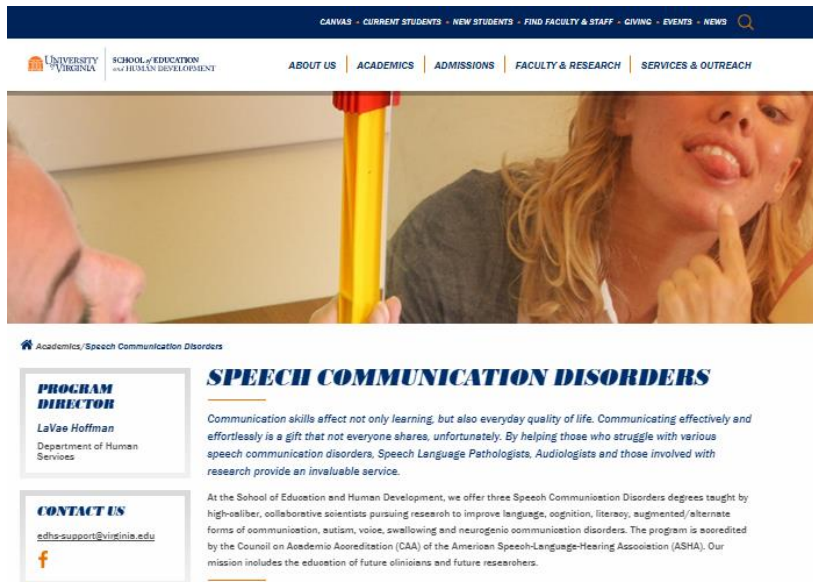 CANVAS • CURRENT STUDENTS • NEW STUDENTS • FIND FACULTY & STAFF • GIVING • EVENTS • NEWS
UNIVERSITY of VIRGINIA
SCHOOL of EDUCATION
and HUMAN DEVELOPMENT
ABOUT US | ACADEMICS | ADMISSIONS | FACULTY & RESEARCH | SERVICES & OUTREACH
Academics/Speech Communication Disorders
PROGRAM
DIRECTOR
LaVae Hoffman
Department of Human
Services
CONTACT US
edhs-support@virginia.edu
SPEECH COMMUNICATION DISORDERS
Communication skills affect not only learning, but also everyday quality of life. Communicating effectively and
effortlessly is a gift that not everyone shares, unfortunately. By helping those who struggle with various
speech communication disorders, Speech Language Pathologists, Audiologists and those involved with
research provide an invaluable service.
At the School of Education and Human Development, we offer three Speech Communication Disorders degrees taught by
high-caliber, collaborative scientists pursuing research to improve language, cognition, literacy, augmented/alternate
forms of communication, autism, voice, swallowing and neurogenic communication disorders. The program is accredited
by the Council on Academic Accreditation (CAA) of the American Speech-Language-Hearing Association (ASHA). Our
mission includes the education of future clinicians and future researchers.